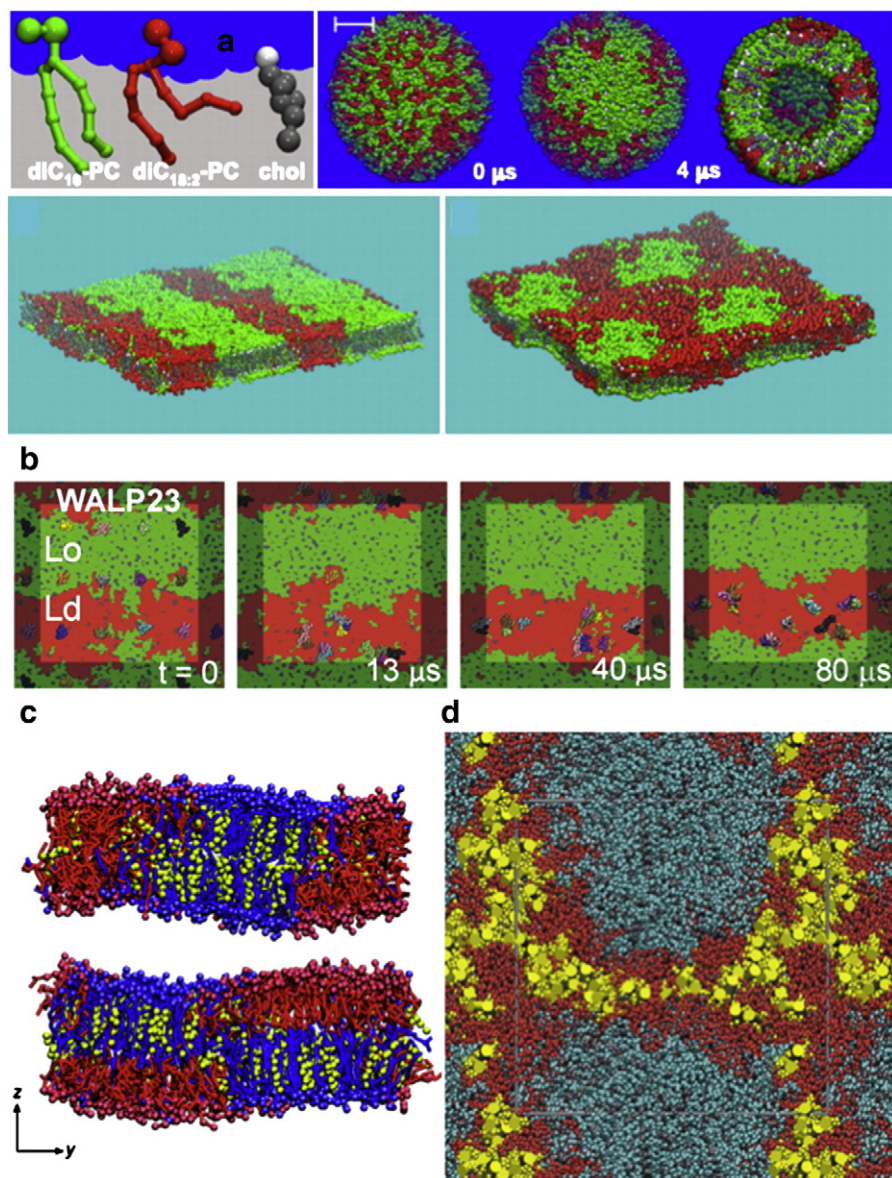 a
diC16-PC diC18:2-PC chol
0 μs 4 μs
b
WALP23
Lo
Ld
t = 0 13 μs 40 μs 80 μs
c d
z
y